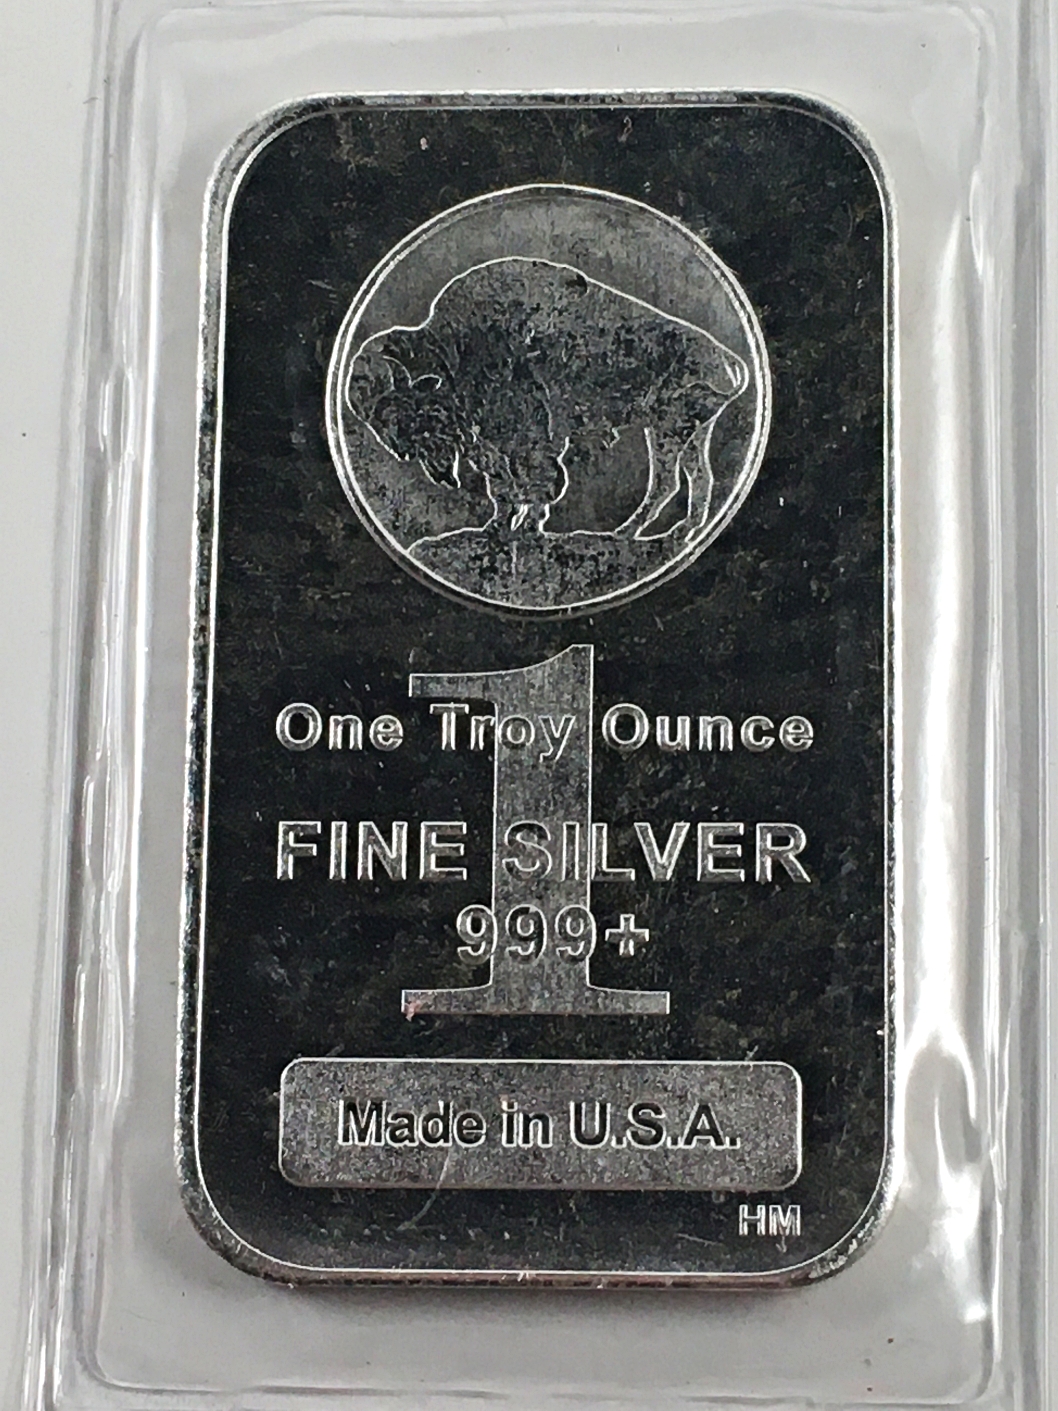 1
One Troy Ounce
FINE SILVER
999+
Made in U.S.A.
HM